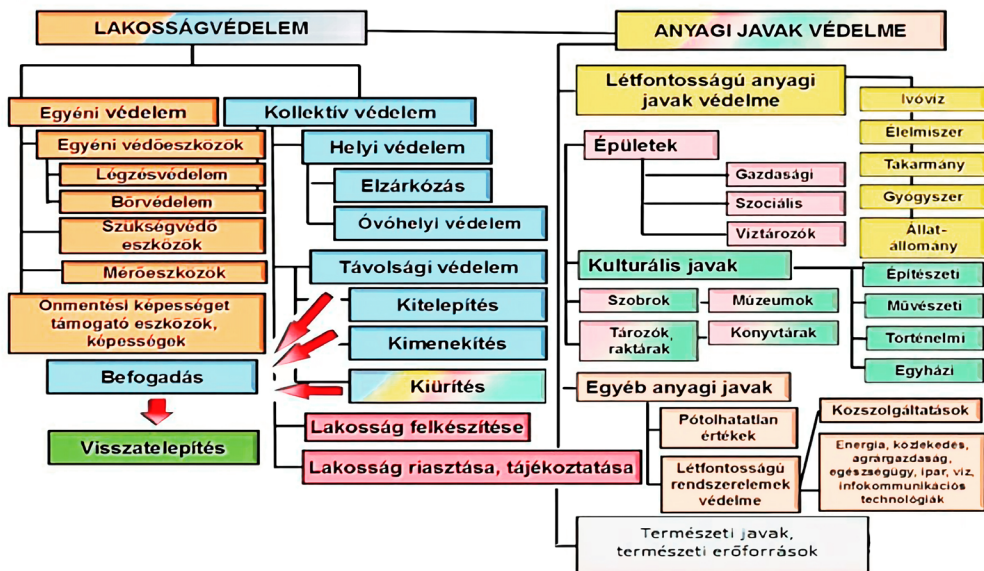 LAKOSSÁGVÉDELEM
Egyéni védelem
Egyéni védőeszközök
Légzésvédelem
Bőrvédelem
Szükségvédő
eszközök
Mérőeszközök
Önmentési képességet
támogató eszközök,
képességek
Befogadás
Visszatelepítés
Kollektív védelem
Helyi védelem
Elzárkózás
Óvóhelyi védelem
Távolsági védelem
Kitelepítés
Kimenekítés
Kiürítés
Lakosság felkészítése
Lakosság riasztása, tájékoztatása
ANYAGI JAVAK VÉDELME
Létfontosságú anyagi
javak védelme
Ivóvíz
Élelmiszer
Takarmány
Gyógyszer
Állat-
állomány
Épületek
Gazdasági
Szociális
Víztározók
Kulturális javak
Szobrok
Múzeumok
Tározók,
raktárak
Könyvtárak
Építészeti
Művészeti
Történelmi
Egyházi
Egyéb anyagi javak
Pótolhatatlan
értékek
Létfontosságú
rendszerelemek
védelme
Közszolgáltatások
Energia, közlekedés,
agrárgazdaság,
egészségügy, ipar, víz,
infokommunikációs
technológiák
Természeti javak,
természeti erőforrások